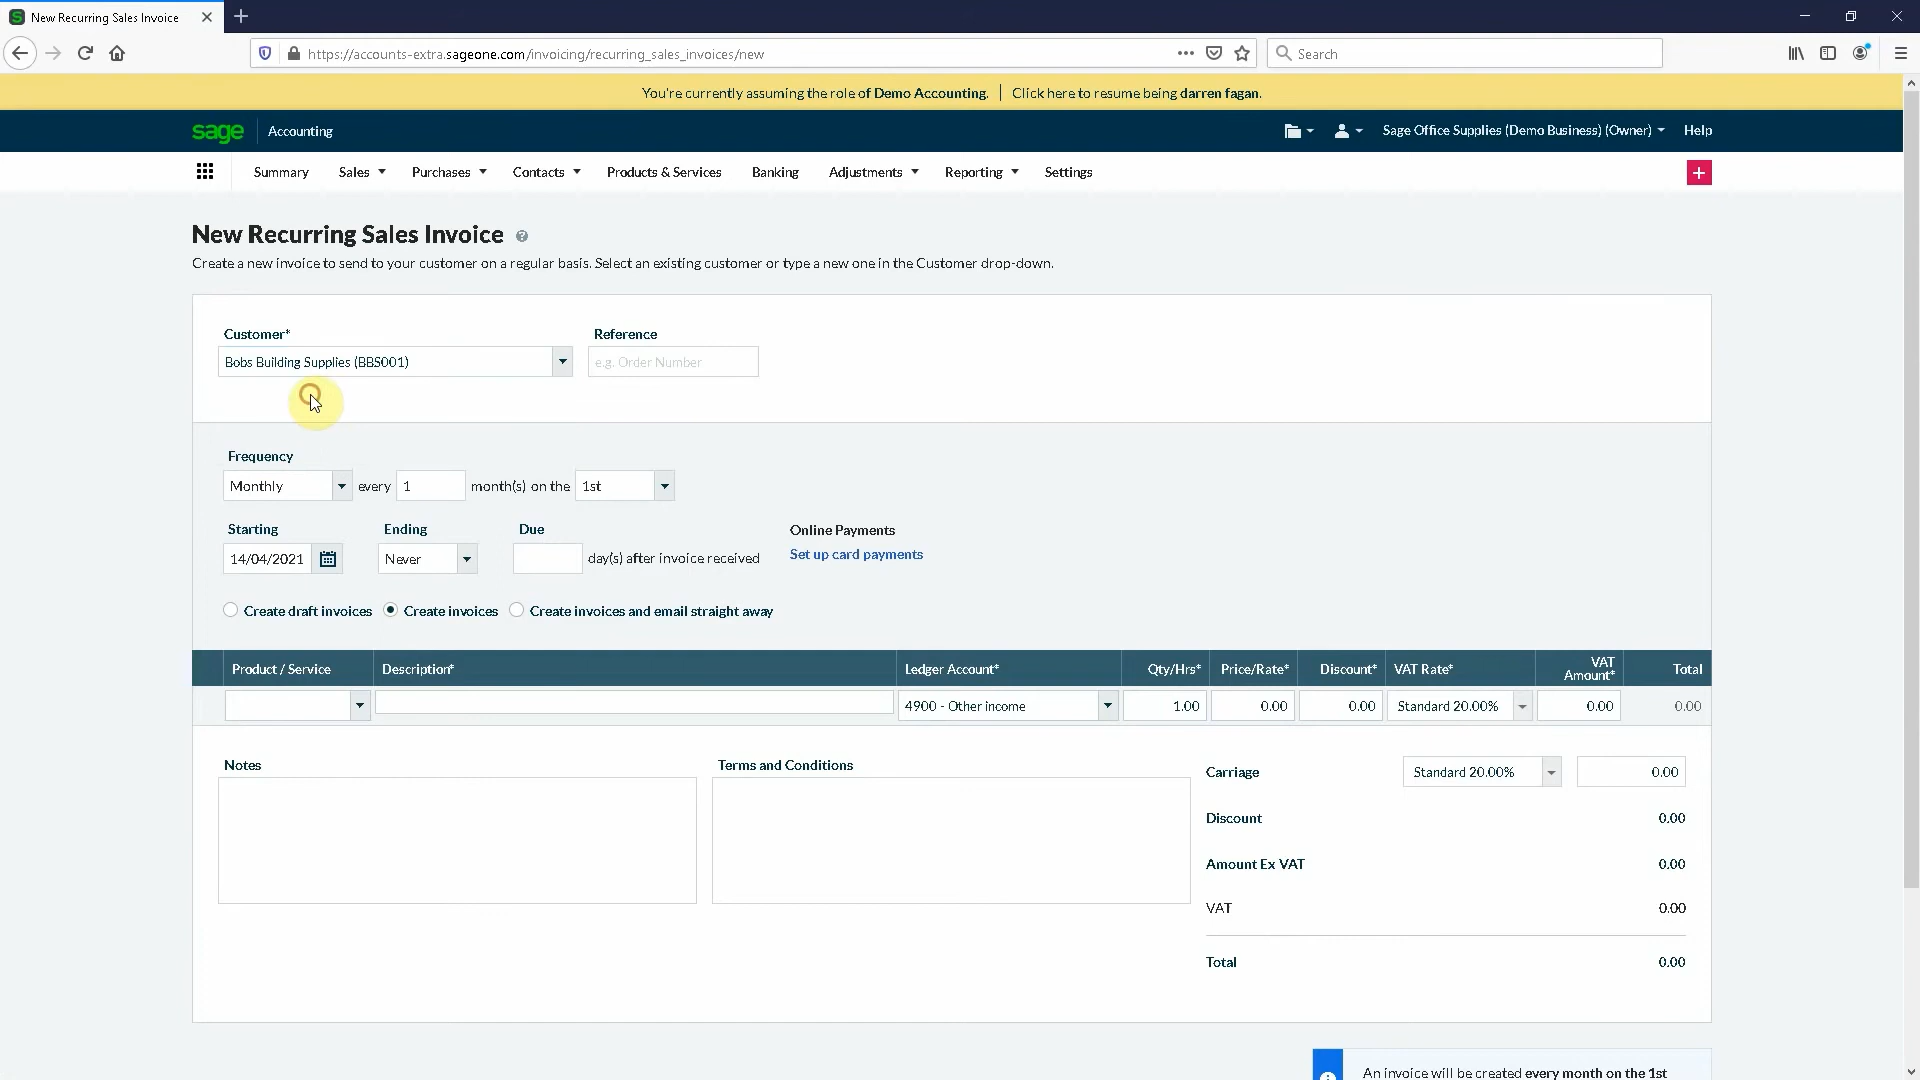 New Recurring Sales Invoice
https://accounts-extra.sageone.com/invoicing/recurring_sales_invoices/new
Search
You're currently assuming the role of Demo Accounting. | Click here to resume being darren fagan.
sage Accounting
Sage Office Supplies (Demo Business) (Owner) Help
Summary Sales Purchases Contacts Products & Services Banking Adjustments Reporting Settings
New Recurring Sales Invoice
Create a new invoice to send to your customer on a regular basis. Select an existing customer or type a new one in the Customer drop-down.
Customer* Reference
Bobs Building Supplies (BBS001) e.g. Order Number
Frequency
Monthly every 1 month(s) on the 1st
Starting Ending Due Online Payments
14/04/2021 Never day(s) after invoice received Set up card payments
Create draft invoices Create invoices Create invoices and email straight away
Product / Service Description* Ledger Account* Qty/Hrs* Price/Rate* Discount* VAT Rate* VAT Amount* Total
4900 - Other income 1.00 0.00 0.00 Standard 20.00% 0.00 0.00
Notes Terms and Conditions
Carriage Standard 20.00% 0.00
Discount 0.00
Amount Ex VAT 0.00
VAT 0.00
Total 0.00
An invoice will be created every month on the 1st